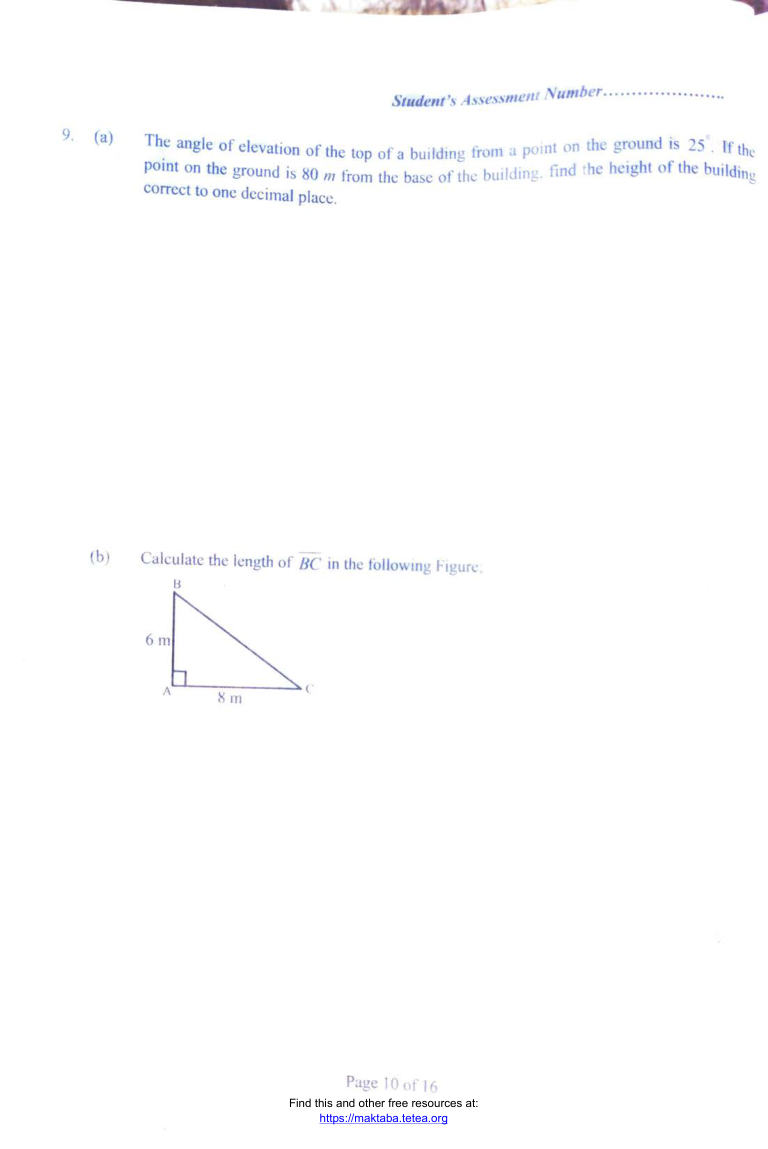 Student's Assessment Number......................
9. (a) The angle of elevation of the top of a building from a point on the ground is 25°. If the
point on the ground is 80 m from the base of the building, find the height of the building
correct to one decimal place.
(b) Calculate the length of \overline{BC} in the following Figure.
B
6 m
A
C
8 m
Page 10 of 16
Find this and other free resources at:
https://maktaba.tetea.org